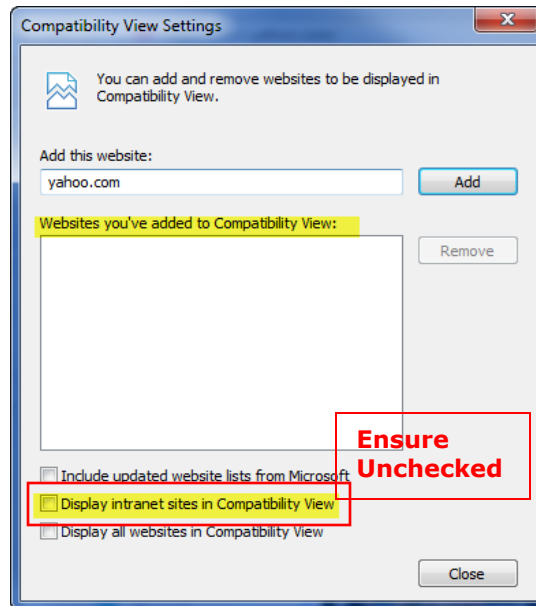 Compatibility View Settings
You can add and remove websites to be displayed in
Compatibility View.
Add this website:
yahoo.com
Add
Websites you've added to Compatibility View:
Remove
Ensure
Unchecked
Include updated website lists from Microsoft
Display intranet sites in Compatibility View
Display all websites in Compatibility View
Close